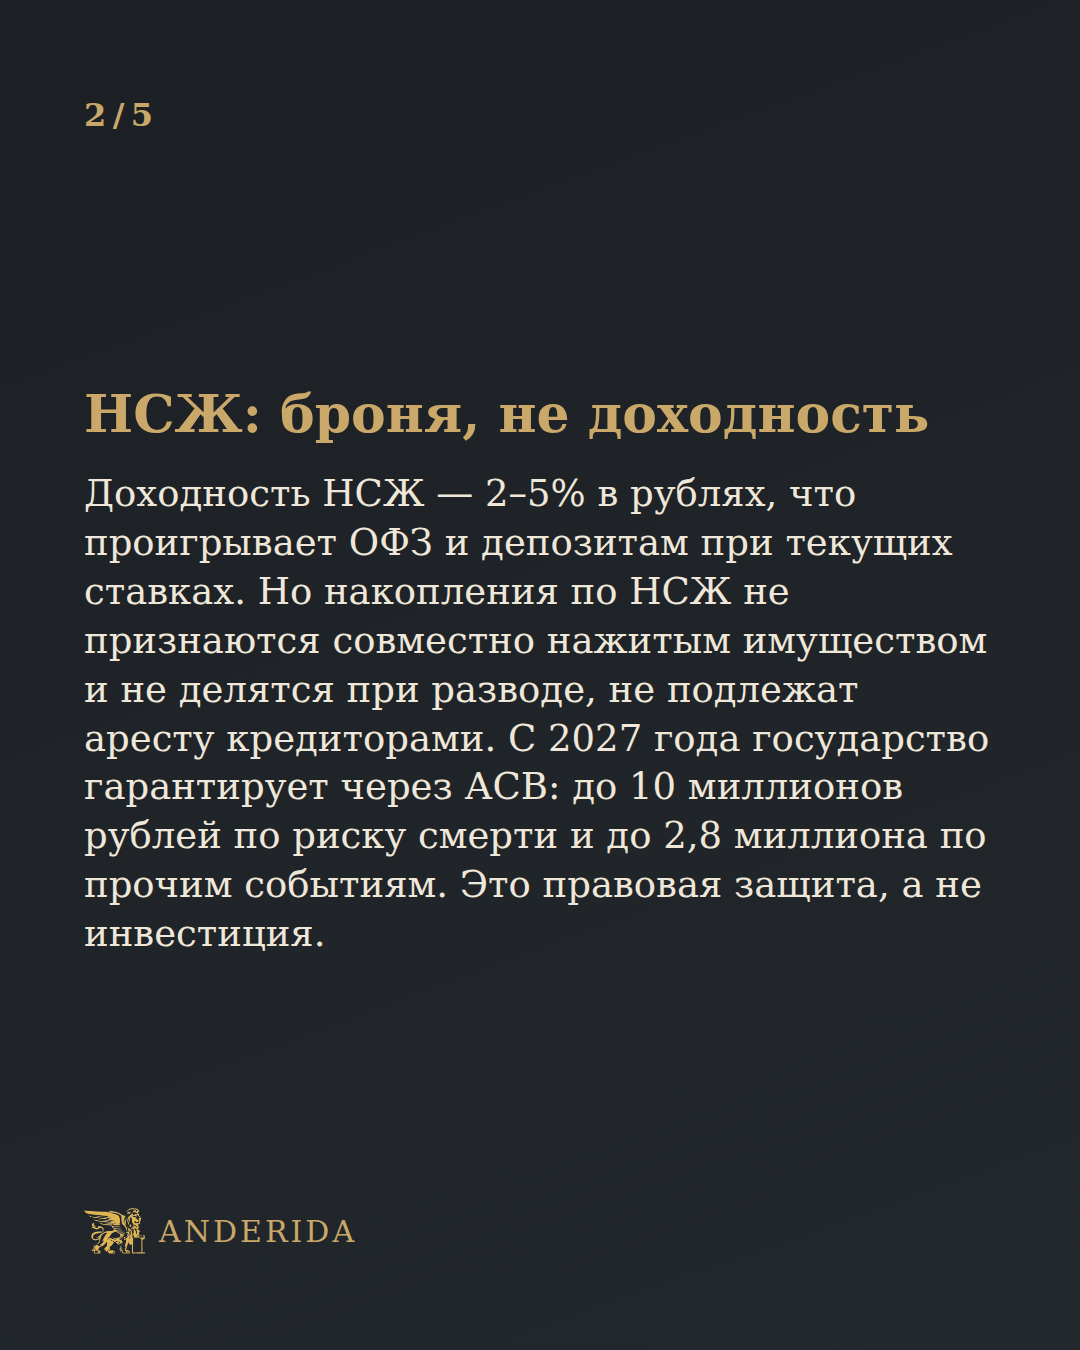 2/5
НСЖ: броня, не доходность
Доходность НСЖ — 2–5% в рублях, что
проигрывает ОФЗ и депозитам при текущих
ставках. Но накопления по НСЖ не
признаются совместно нажитым имуществом
и не делятся при разводе, не подлежат
аресту кредиторами. С 2027 года государство
гарантирует через АСВ: до 10 миллионов
рублей по риску смерти и до 2,8 миллиона по
прочим событиям. Это правовая защита, а не
инвестиция.
ANDERIDA